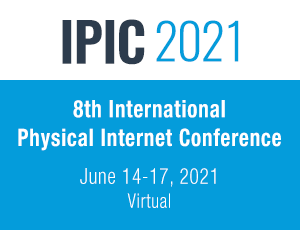 IPIC 2021
8th International
Physical Internet Conference
June 14-17, 2021
Virtual